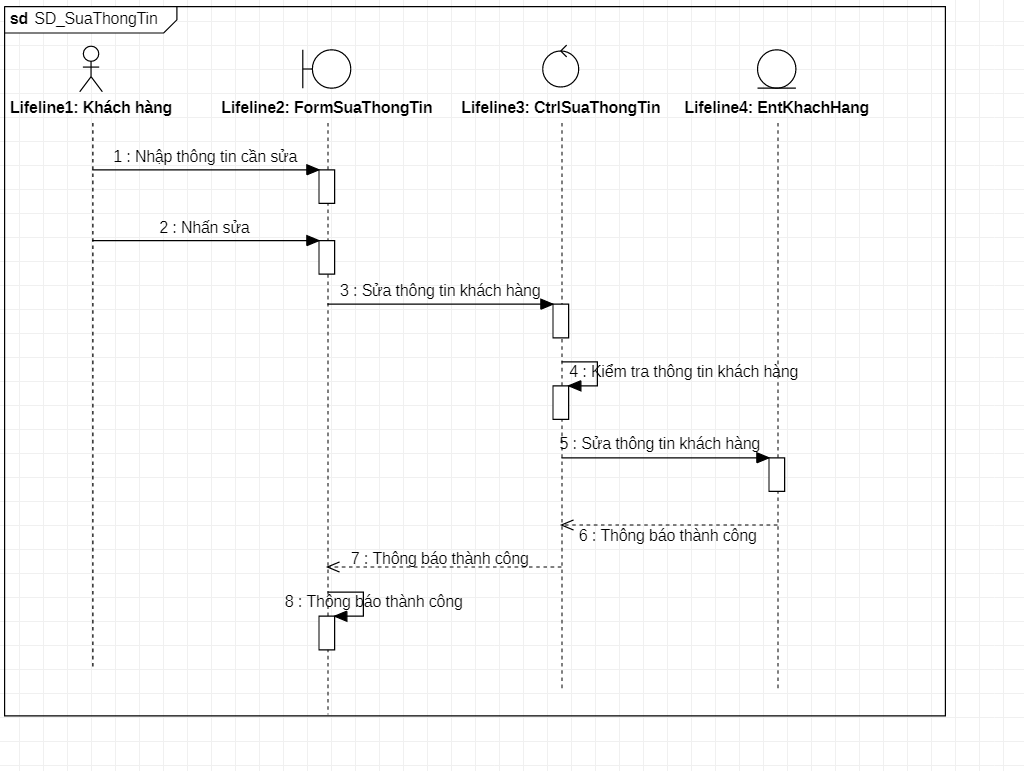 sd SD_SuaThongTin
Lifeline1: Khách hàng
Lifeline2: FormSuaThongTin
Lifeline3: CtrlSuaThongTin
Lifeline4: EntKhachHang
1 : Nhập thông tin cần sửa
2 : Nhấn sửa
3 : Sửa thông tin khách hàng
4 : Kiểm tra thông tin khách hàng
5 : Sửa thông tin khách hàng
6 : Thông báo thành công
7 : Thông báo thành công
8 : Thông báo thành công